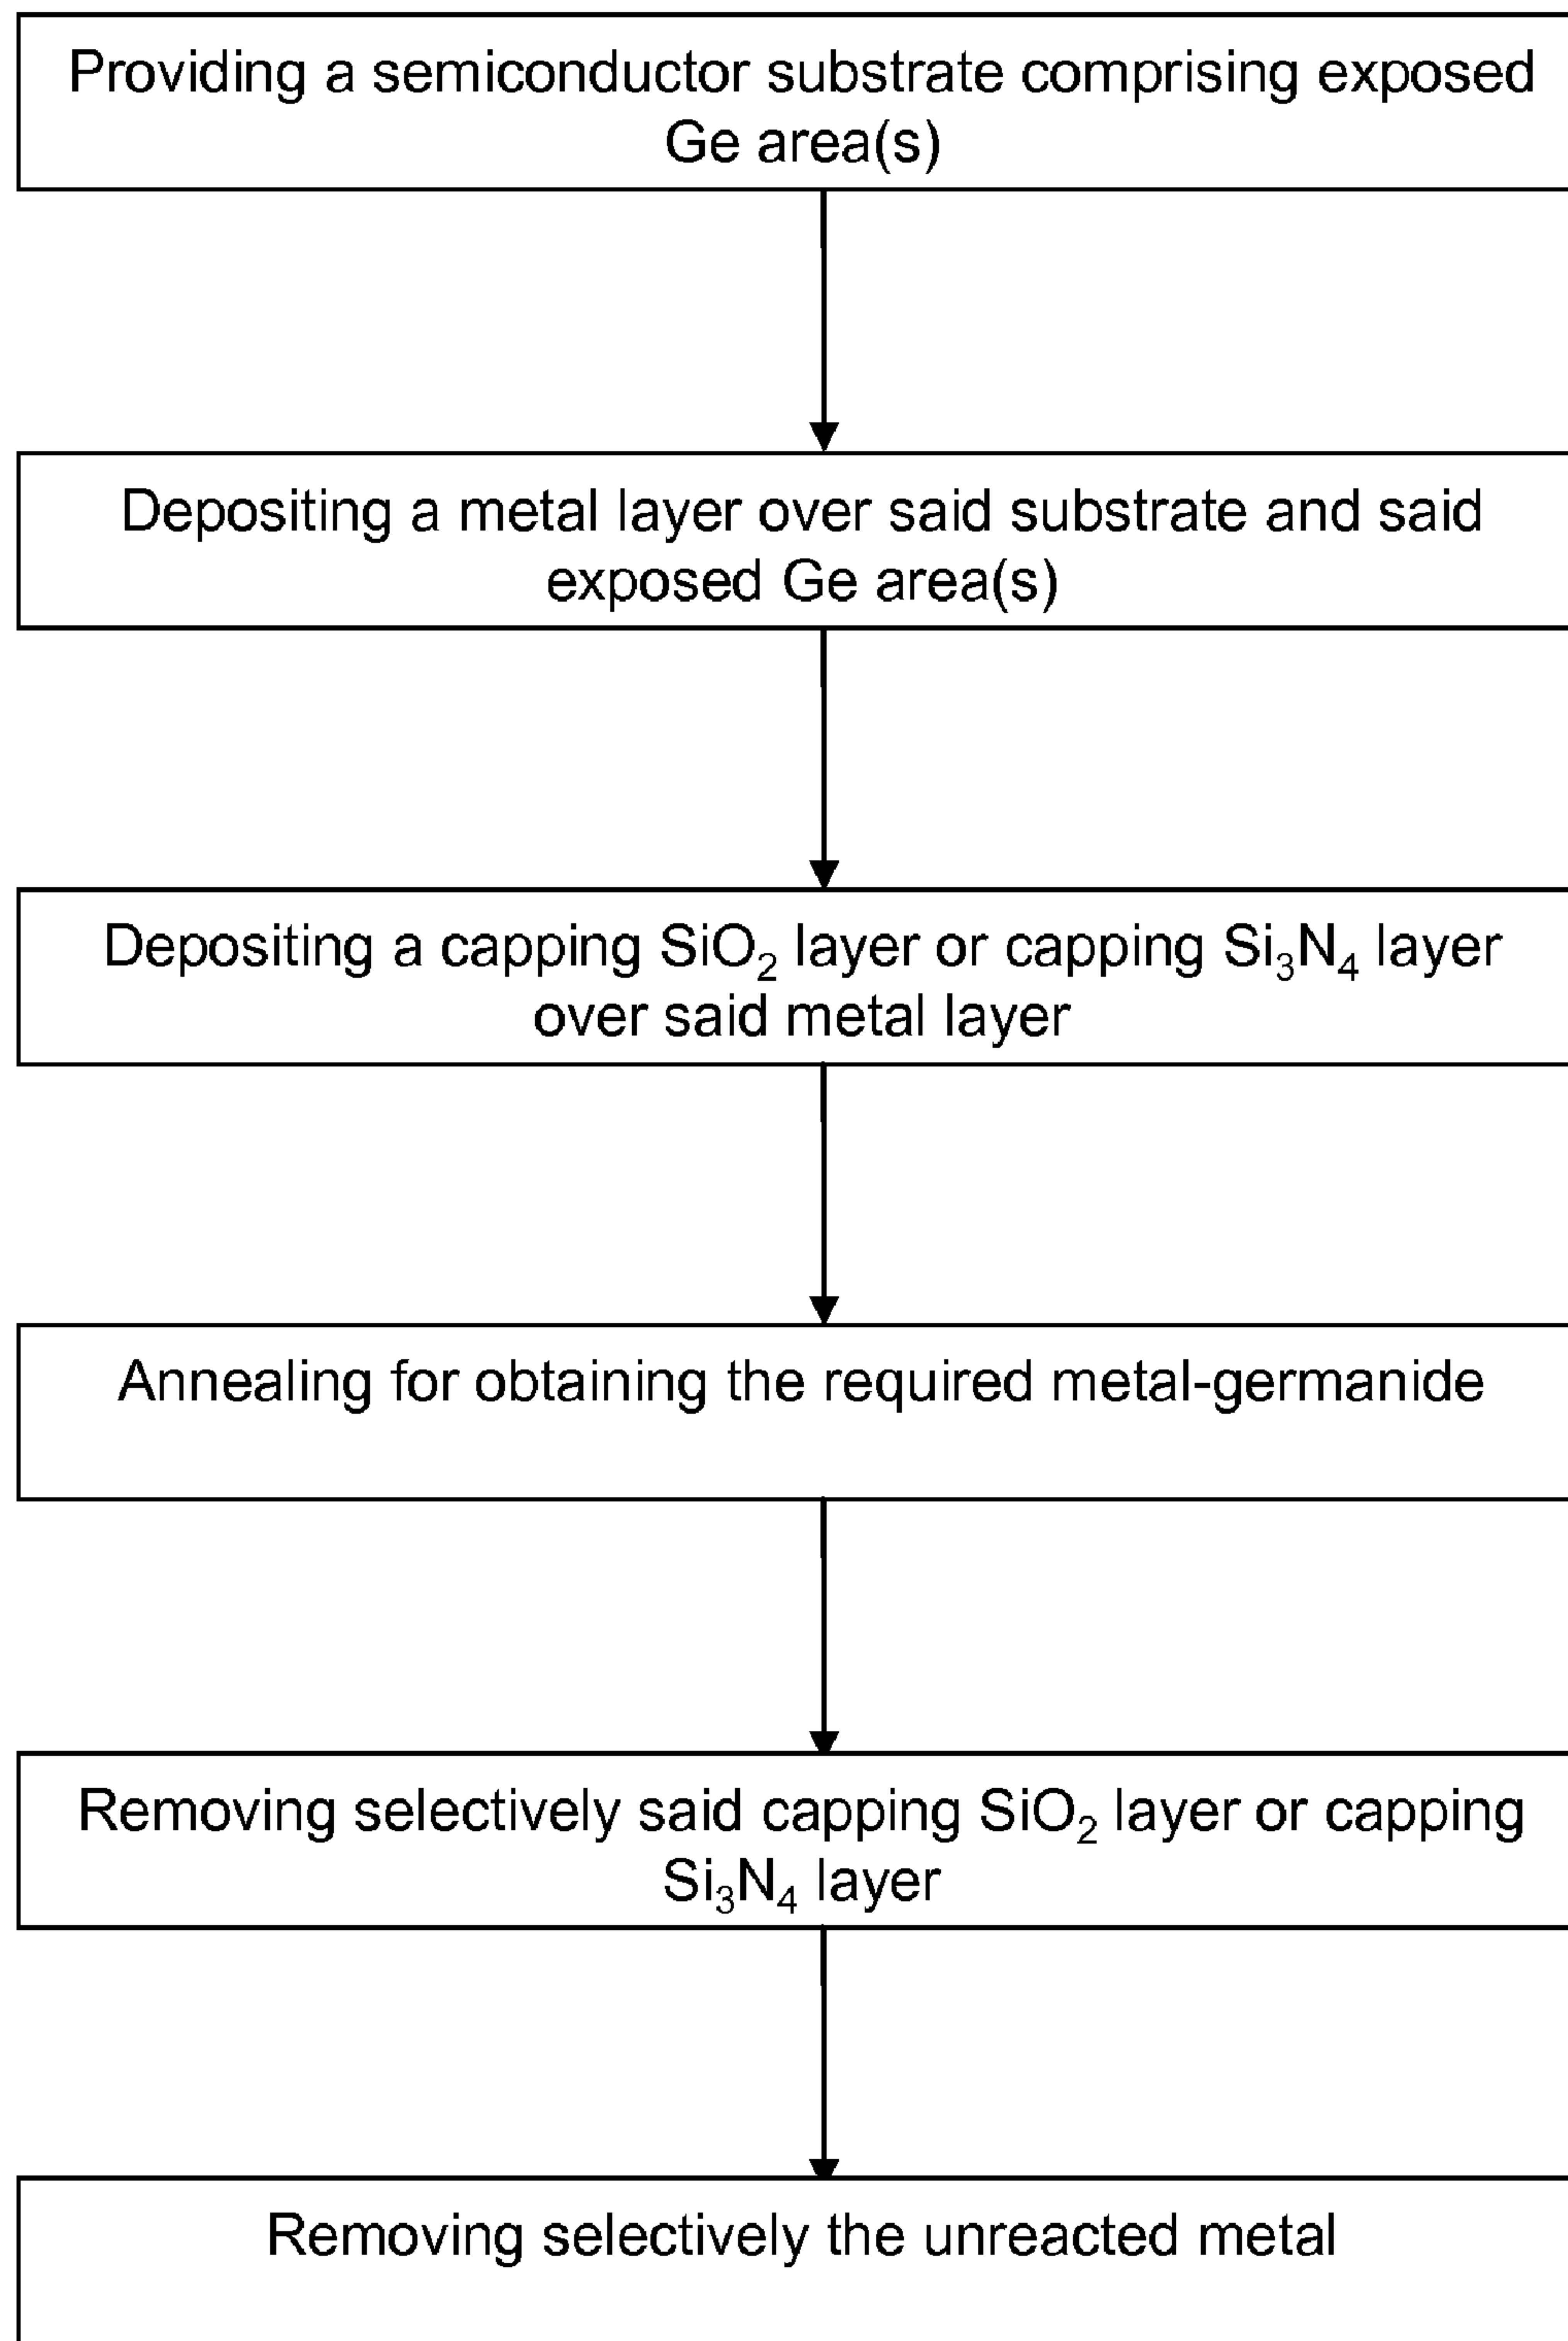 Providing a semiconductor substrate comprising exposed
Ge area(s)
Depositing a metal layer over said substrate and said
exposed Ge area(s)
Depositing a capping SiO₂ layer or capping Si₃N₄ layer
over said metal layer
Annealing for obtaining the required metal-germanide
Removing selectively said capping SiO₂ layer or capping
Si₃N₄ layer
Removing selectively the unreacted metal